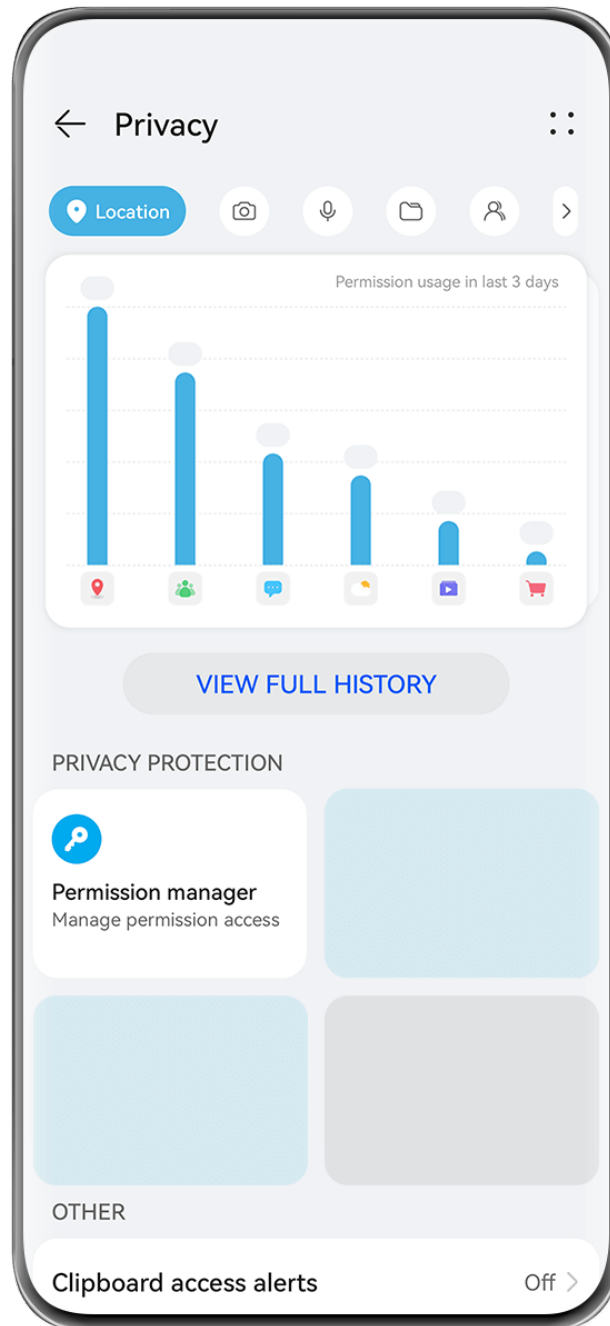 Privacy
Location
Permission usage in last 3 days
VIEW FULL HISTORY
PRIVACY PROTECTION
Permission manager
Manage permission access
OTHER
Clipboard access alerts
Off